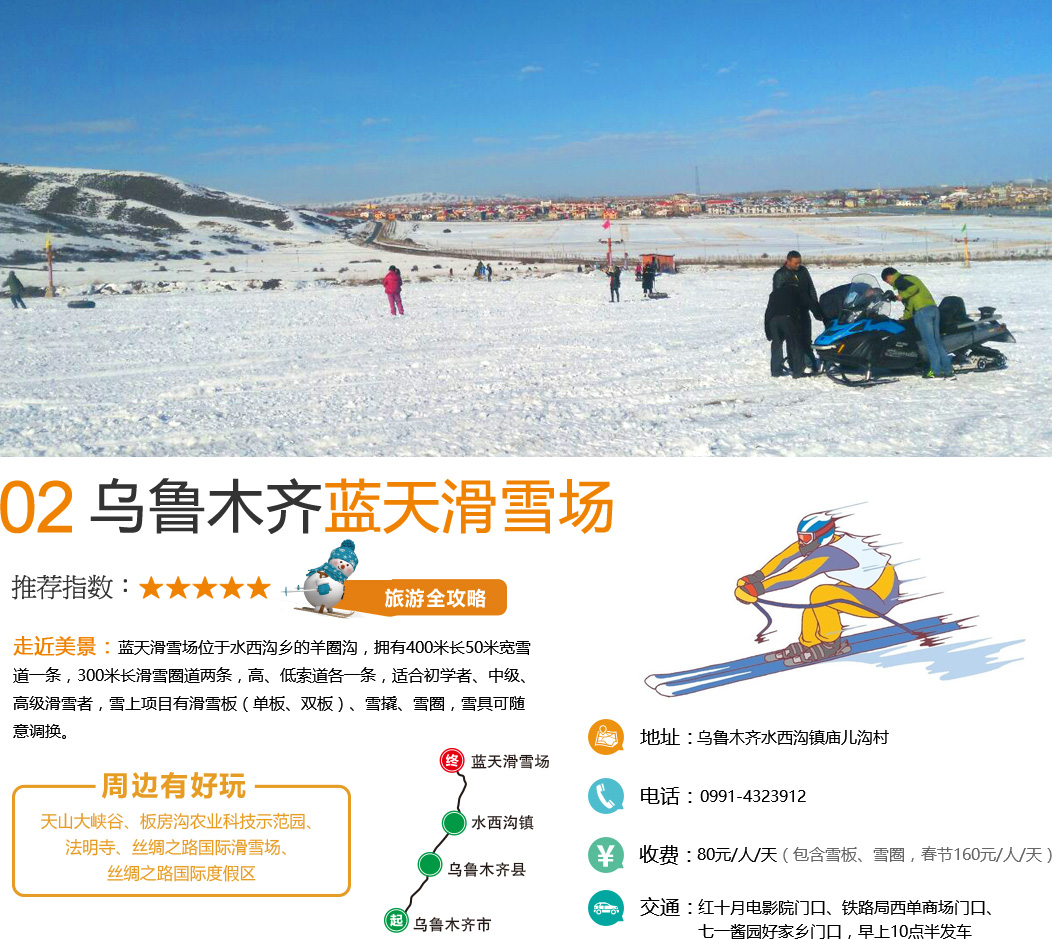 02 乌鲁木齐蓝天滑雪场
推荐指数：★★★★★
旅游全攻略
走近美景：蓝天滑雪场位于水西沟乡的羊圈沟，拥有400米长50米宽雪
道一条，300米长滑雪圈道两条，高、低索道各一条，适合初学者、中级、
高级滑雪者，雪上项目有滑雪板（单板、双板）、雪撬、雪圈，雪具可随
意调换。
周边有好玩
天山大峡谷、板房沟农业科技示范园、
法明寺、丝绸之路国际滑雪场、
丝绸之路国际度假区
终 蓝天滑雪场
水西沟镇
乌鲁木齐县
起 乌鲁木齐市
地址：乌鲁木齐水西沟镇庙儿沟村
电话：0991-4323912
¥ 收费：80元/人/天（包含雪板、雪圈，春节160元/人/天）
交通：红十月电影院门口、铁路局西单商场门口、
七一酱园好家乡门口，早上10点半发车